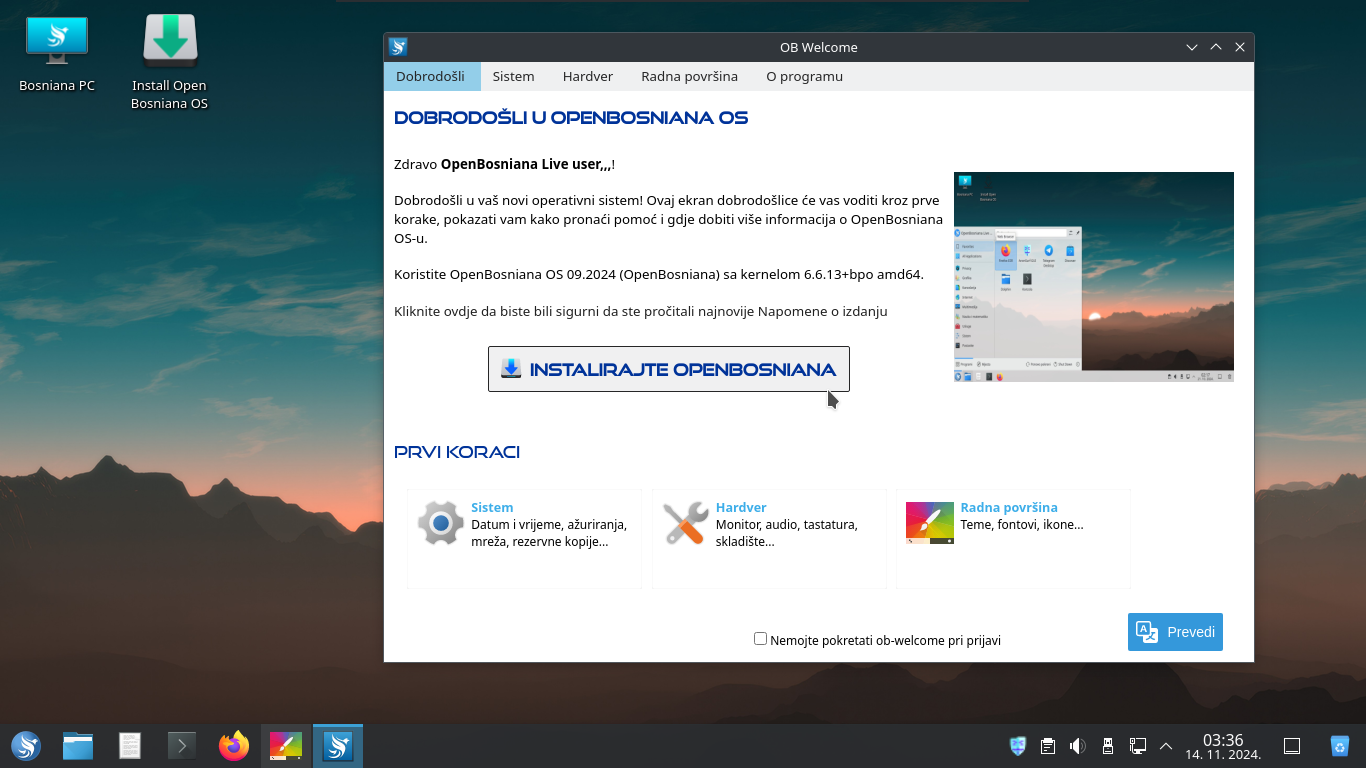 Bosniana PC
Install Open
Bosniana OS
OB Welcome
Dobrodošli
Sistem
Hardver
Radna površina
O programu
DOBRODOŠLI U OPENBOSNIANA OS
Zdravo OpenBosniana Live user,,,!
Dobrodošli u vaš novi operativni sistem! Ovaj ekran dobrodošlice će vas voditi kroz prve
korake, pokazati vam kako pronaći pomoć i gdje dobiti više informacija o OpenBosniana
OS-u.
Koristite OpenBosniana OS 09.2024 (OpenBosniana) sa kernelom 6.6.13+bpo amd64.
Kliknite ovdje da biste bili sigurni da ste pročitali najnovije Napomene o izdanju
INSTALIRAJTE OPENBOSNIANA
PRVI KORACI
Sistem
Datum i vrijeme, ažuriranja,
mreža, rezervne kopije...
Hardver
Monitor, audio, tastatura,
skladište...
Radna površina
Teme, fontovi, ikone...
Nemojte pokretati ob-welcome pri prijavi
Prevedi
03:36
14. 11. 2024.